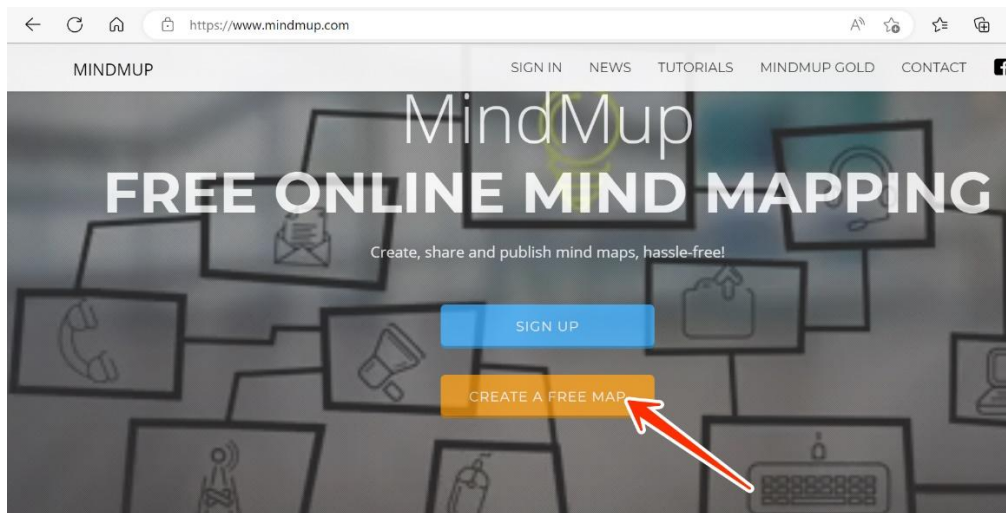 https://www.mindmup.com
MINDMUP
SIGN IN NEWS TUTORIALS MINDMUP GOLD CONTACT
MindMup
FREE ONLINE MIND MAPPING
Create, share and publish mind maps, hassle-free!
SIGN UP
CREATE A FREE MAP